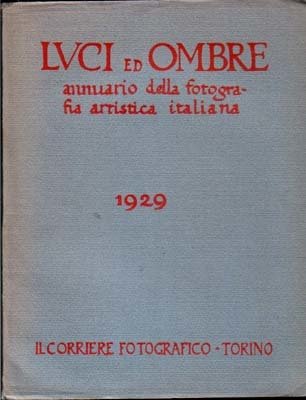 LVCI ED OMBRE
annuario della fotogra-
fia artistica italiana
1929
IL CORRIERE FOTOGRAFICO - TORINO